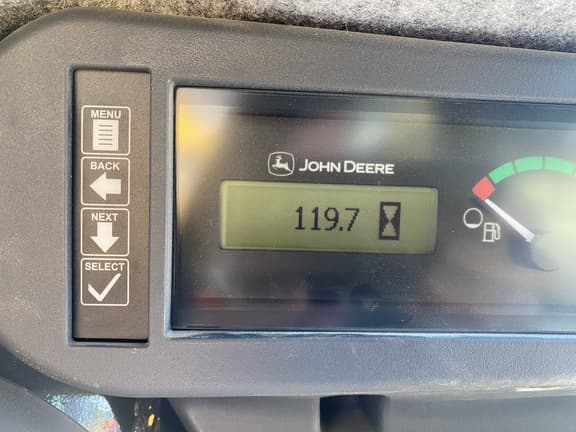 MENU
BACK
NEXT
SELECT
JOHN DEERE
119.7